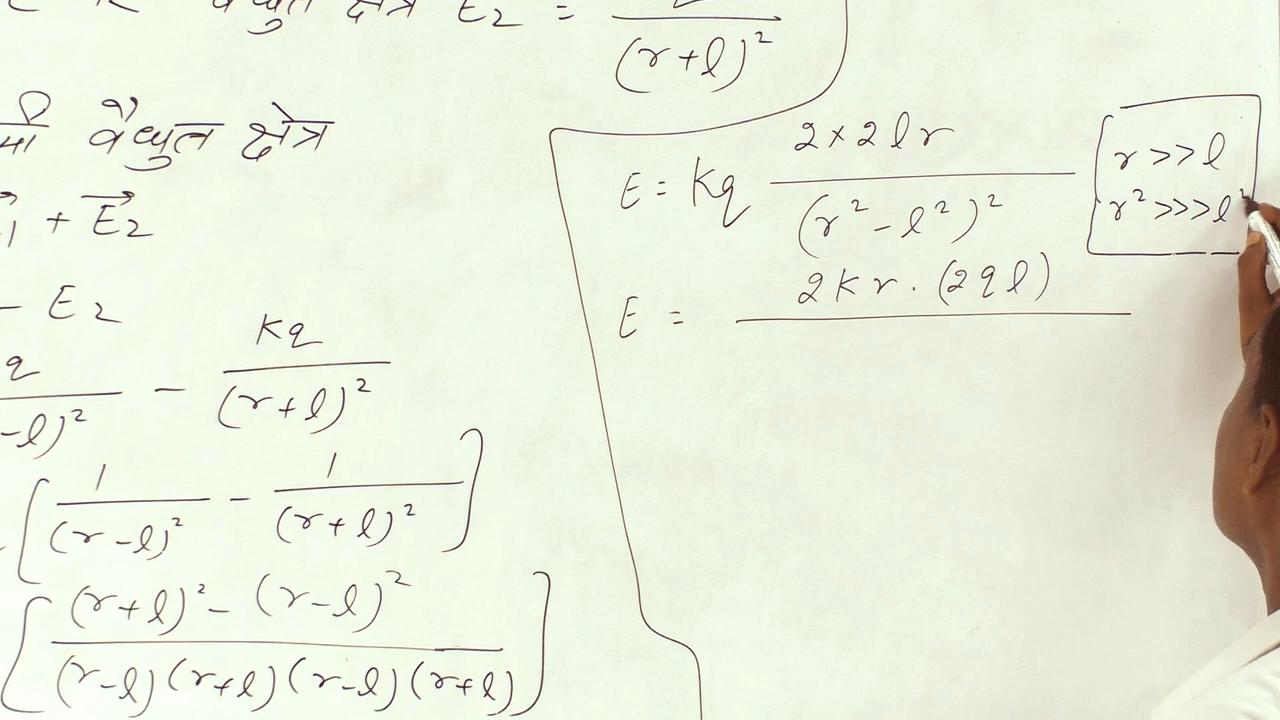 वैद्युत क्षेत्र E₂ = / (r+l)²
वैद्युत क्षेत्र
+ E₂→
- E₂
q / -l)² - Kq / (r+l)²
[ 1 / (r-l)² - 1 / (r+l)² ]
[ (r+l)² - (r-l)² / (r-l)(r+l)(r-l)(r+l) ]
E = Kq 2×2lr / (r²-l²)²
r >> l
r² >>> l²
E = 2Kr.(2ql) /